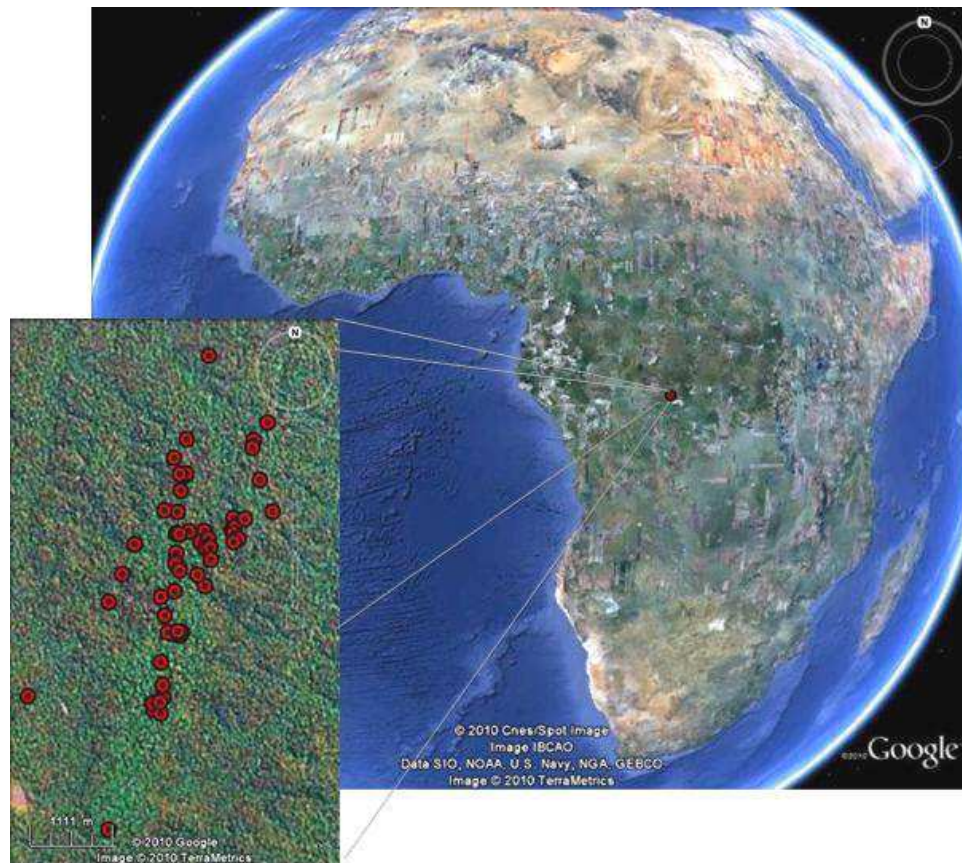 N
© 2010 Cnes/Spot Image
Image IBCAO
Data SIO, NOAA, U.S. Navy, NGA, GEBCO
Image © 2010 TerraMetrics
©2010 Google
N
1111 m
© 2010 Google
Image © 2010 TerraMetrics